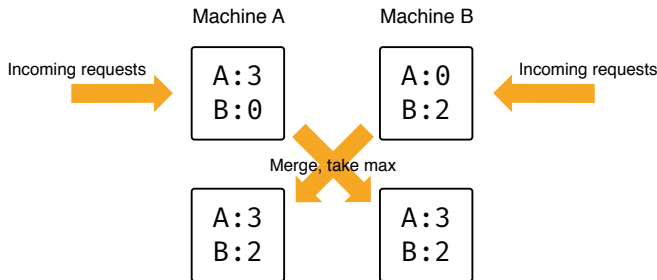 Machine A
Machine B
Incoming requests
A:3
B:0
A:0
B:2
Incoming requests
Merge, take max
A:3
B:2
A:3
B:2